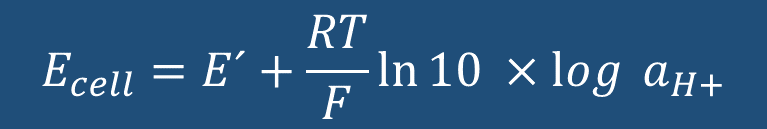 E_cell = E´ + RT/F ln 10 × log a_H+